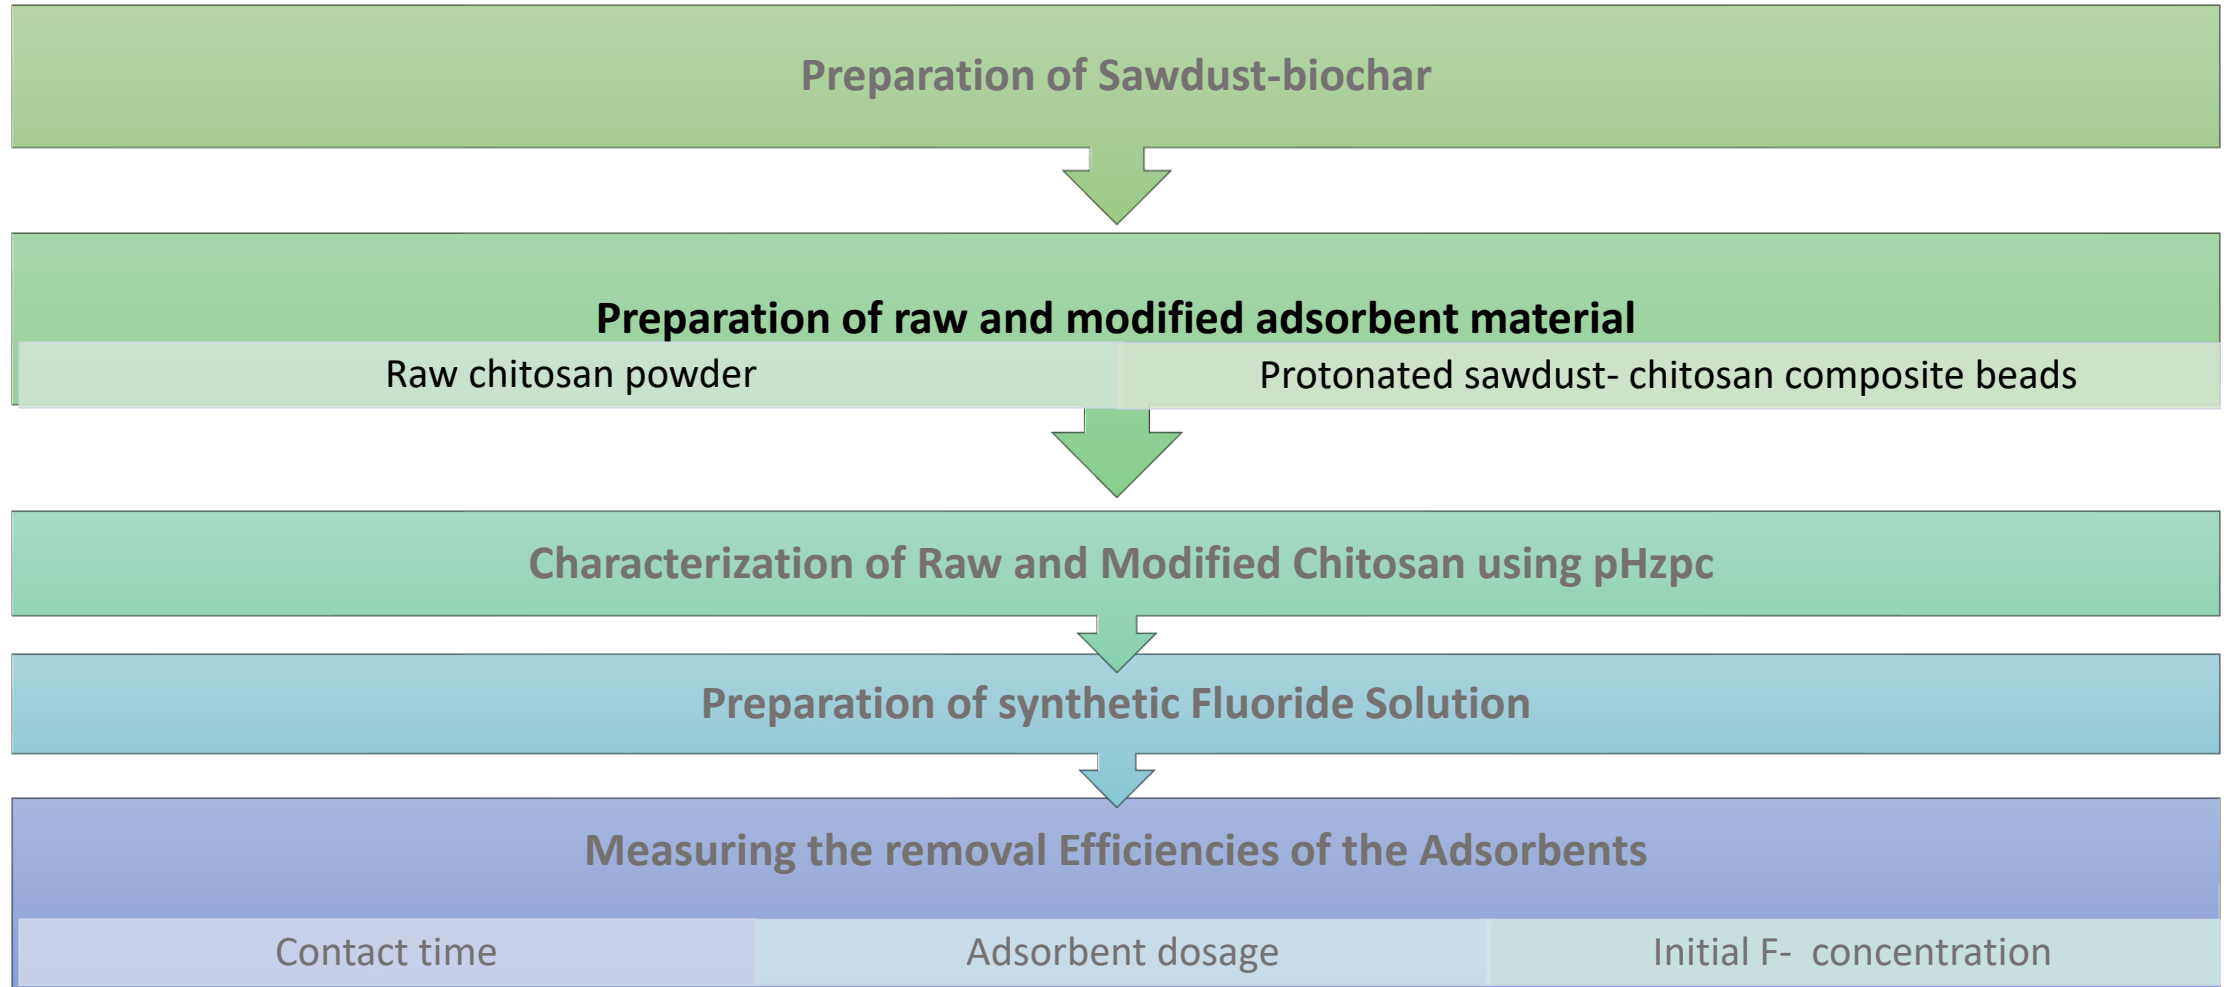 Preparation of Sawdust-biochar
Preparation of raw and modified adsorbent material
Raw chitosan powder
Protonated sawdust- chitosan composite beads
Characterization of Raw and Modified Chitosan using pHzpc
Preparation of synthetic Fluoride Solution
Measuring the removal Efficiencies of the Adsorbents
Contact time
Adsorbent dosage
Initial F-  concentration